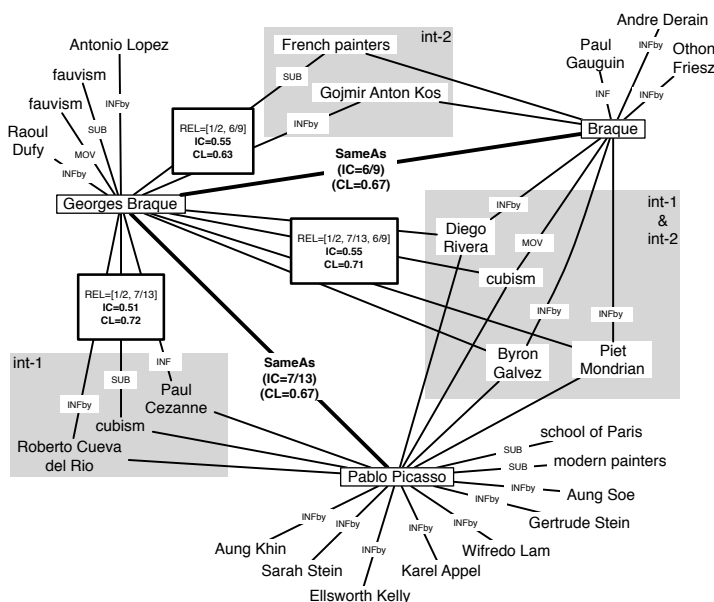 Andre Derain
Antonio Lopez
French painters
int-2
Paul
Gauguin
Othon
Friesz
fauvism
SUB
INFby
fauvism
INFby
Gojmir Anton Kos
INF
INFby
SUB
REL=[1/2, 6/9]
IC=0.55
CL=0.63
INFby
Braque
Raoul
Dufy
MOV
INFby
SameAs
(IC=6/9)
(CL=0.67)
Georges Braque
INFby
int-1
&
int-2
Diego
Rivera
MOV
REL=[1/2, 7/13, 6/9]
IC=0.55
CL=0.71
cubism
REL=[1/2, 7/13]
IC=0.51
CL=0.72
INFby
INFby
Byron
Galvez
Piet
Mondrian
int-1
INF
SameAs
(IC=7/13)
(CL=0.67)
SUB
Paul
Cezanne
INFby
cubism
Roberto Cueva
del Rio
school of Paris
SUB
modern painters
SUB
Pablo Picasso
INFby
Aung Soe
INFby
Gertrude Stein
INFby
INFby
INFby
INFby
INFby
Aung Khin
Wifredo Lam
Sarah Stein
Karel Appel
Ellsworth Kelly